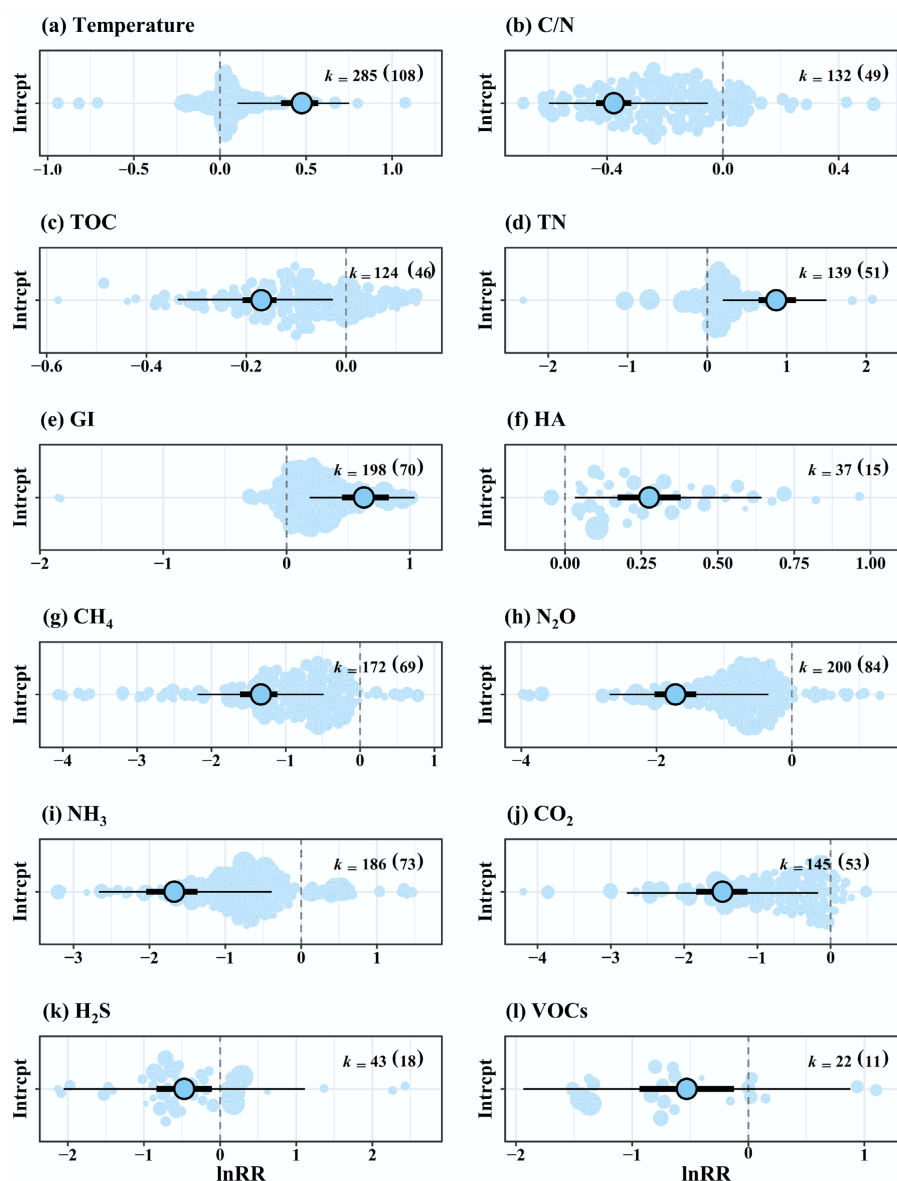 (a) Temperature
Intrcpt
k = 285 (108)
−1.0 −0.5 0.0 0.5 1.0
(b) C/N
Intrcpt
k = 132 (49)
−0.4 0.0 0.4
(c) TOC
Intrcpt
k = 124 (46)
−0.6 −0.4 −0.2 0.0
(d) TN
Intrcpt
k = 139 (51)
−2 −1 0 1 2
(e) GI
Intrcpt
k = 198 (70)
−2 −1 0 1
(f) HA
Intrcpt
k = 37 (15)
0.00 0.25 0.50 0.75 1.00
(g) CH₄
Intrcpt
k = 172 (69)
−4 −3 −2 −1 0 1
(h) N₂O
Intrcpt
k = 200 (84)
−4 −2 0
(i) NH₃
Intrcpt
k = 186 (73)
−3 −2 −1 0 1
(j) CO₂
Intrcpt
k = 145 (53)
−4 −3 −2 −1 0
(k) H₂S
Intrcpt
k = 43 (18)
−2 −1 0 1 2
lnRR
(l) VOCs
Intrcpt
k = 22 (11)
−2 −1 0
lnRR